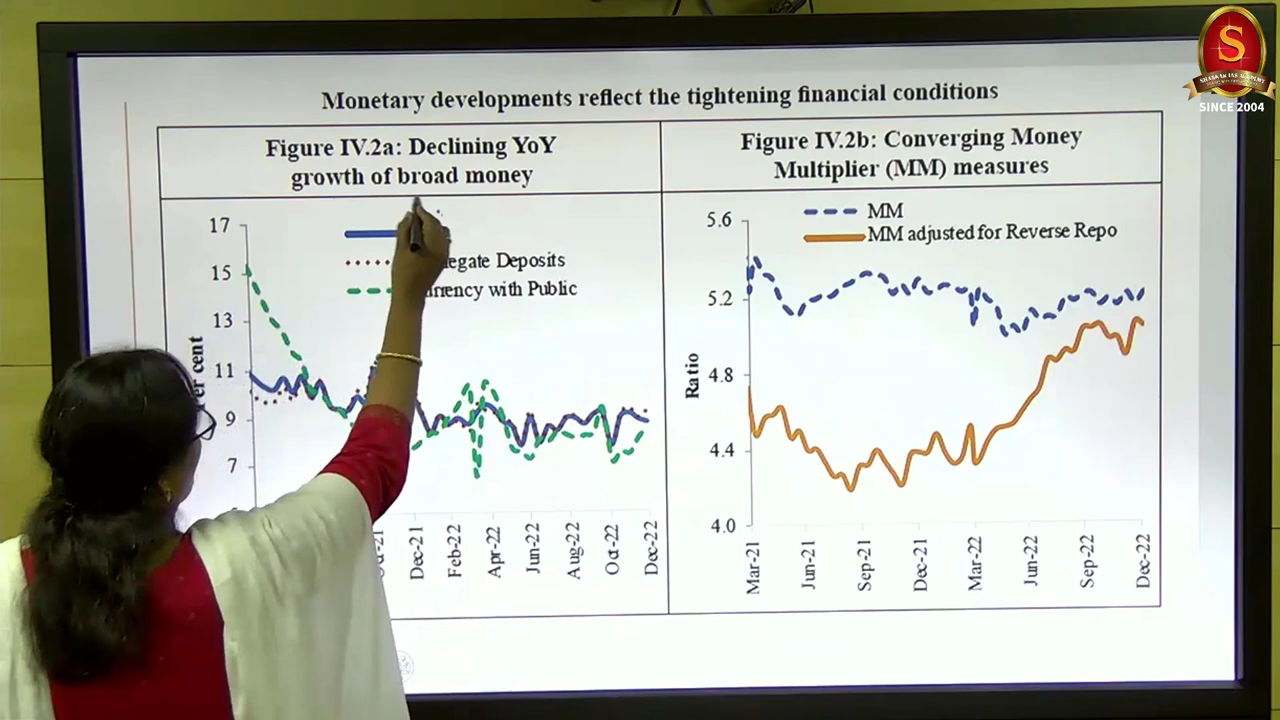 S
SHANKAR IAS ACADEMY
SINCE 2004
Monetary developments reflect the tightening financial conditions
Figure IV.2a: Declining YoY
growth of broad money
17
15
13
11
9
7
cent
Deposits
with Public
Dec-21
Feb-22
Apr-22
Jun-22
Aug-22
Oct-22
Dec-22
Figure IV.2b: Converging Money
Multiplier (MM) measures
MM
MM adjusted for Reverse Repo
5.6
5.2
4.8
4.4
4.0
Ratio
Mar-21
Jun-21
Sep-21
Dec-21
Mar-22
Jun-22
Sep-22
Dec-22